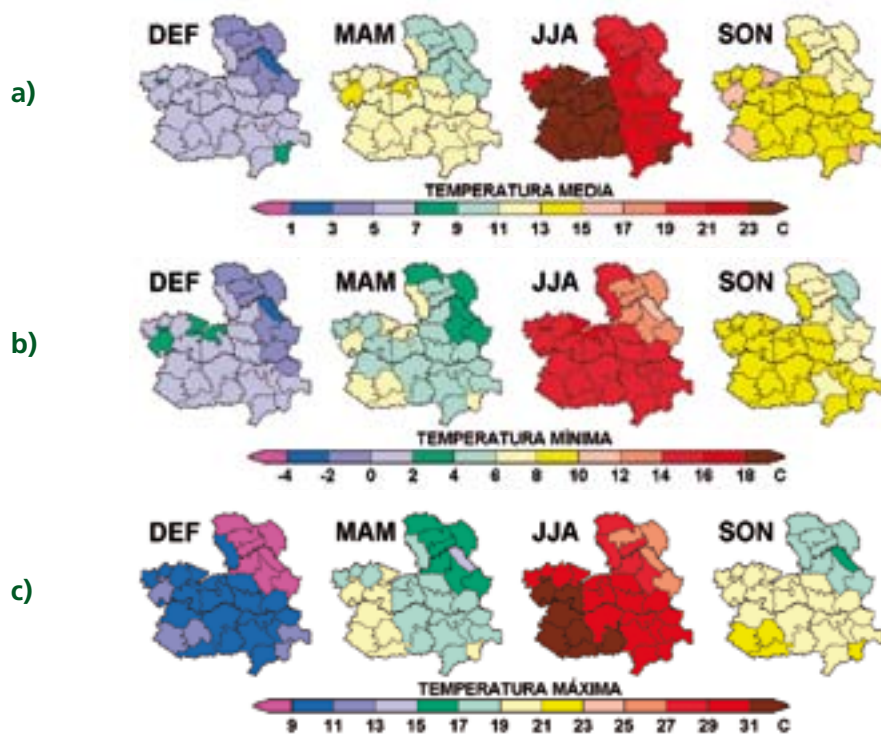 DEF MAM JJA SON
a)
TEMPERATURA MEDIA
1 3 5 7 9 11 13 15 17 19 21 23 C
DEF MAM JJA SON
b)
TEMPERATURA MÍNIMA
-4 -2 0 2 4 6 8 10 12 14 16 18 C
DEF MAM JJA SON
c)
TEMPERATURA MÁXIMA
9 11 13 15 17 19 21 23 25 27 29 31 C